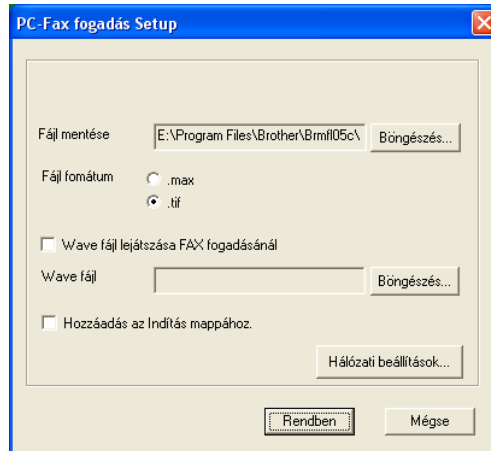 PC-Fax fogadás Setup
Fájl mentése E:\Program Files\Brother\Brmfl05c\ Böngészés...
Fájl fomátum .max
.tif
Wave fájl lejátszása FAX fogadásánál
Wave fájl Böngészés...
Hozzáadás az Indítás mappához.
Hálózati beállítások...
Rendben Mégse